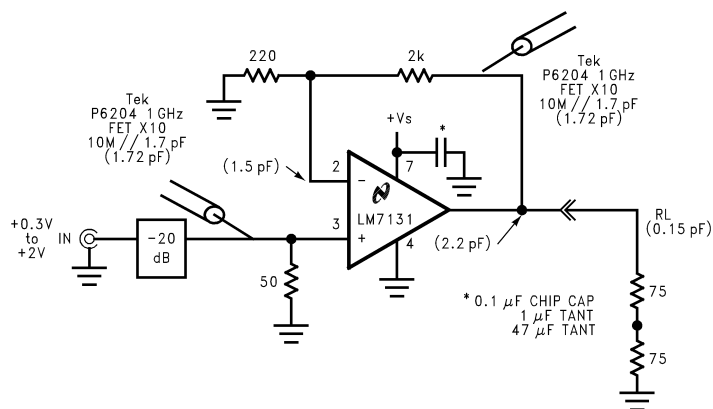 220
2k
Tek
P6204 1 GHz
FET X10
10M // 1.7 pF
(1.72 pF)
Tek
P6204 1 GHz
FET X10
10M // 1.7 pF
(1.72 pF)
+Vs
*
(1.5 pF)
2
7
-
LM7131
3
+
4
(2.2 pF)
+0.3V
to
+2V
IN
-20
dB
50
RL
(0.15 pF)
75
75
* 0.1 μF CHIP CAP
1 μF TANT
47 μF TANT